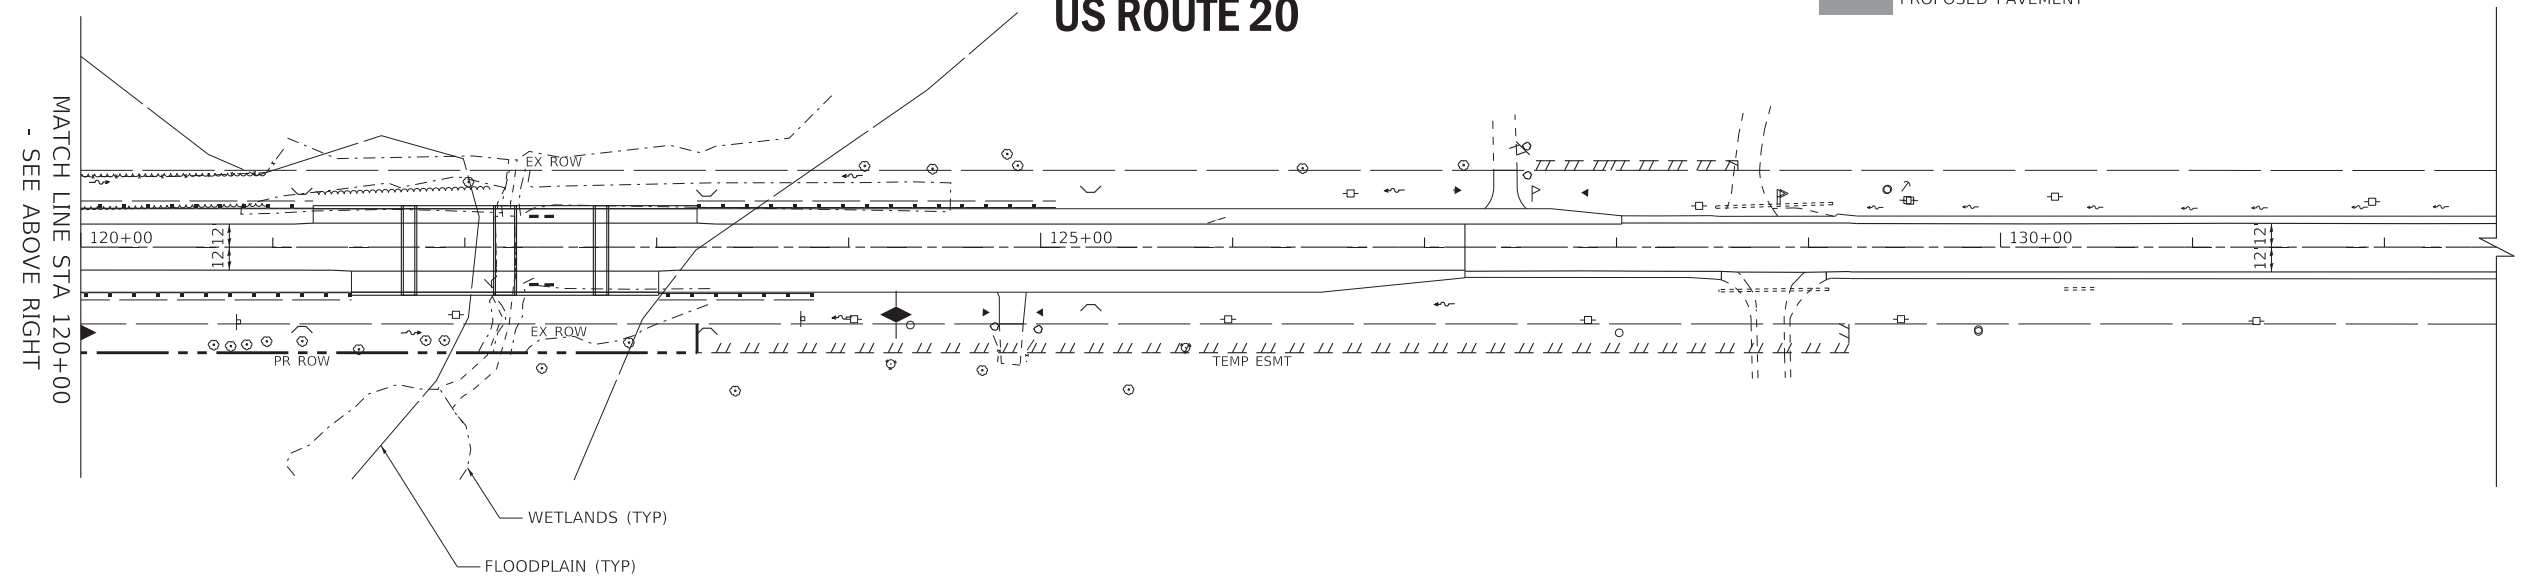 US ROUTE 20
PROPOSED PAVEMENT
MATCH LINE STA 120+00
- SEE ABOVE RIGHT
EX ROW
120+00
12'
12'
125+00
130+00
12'
12'
EX ROW
PR ROW
TEMP ESMT
WETLANDS (TYP)
FLOODPLAIN (TYP)